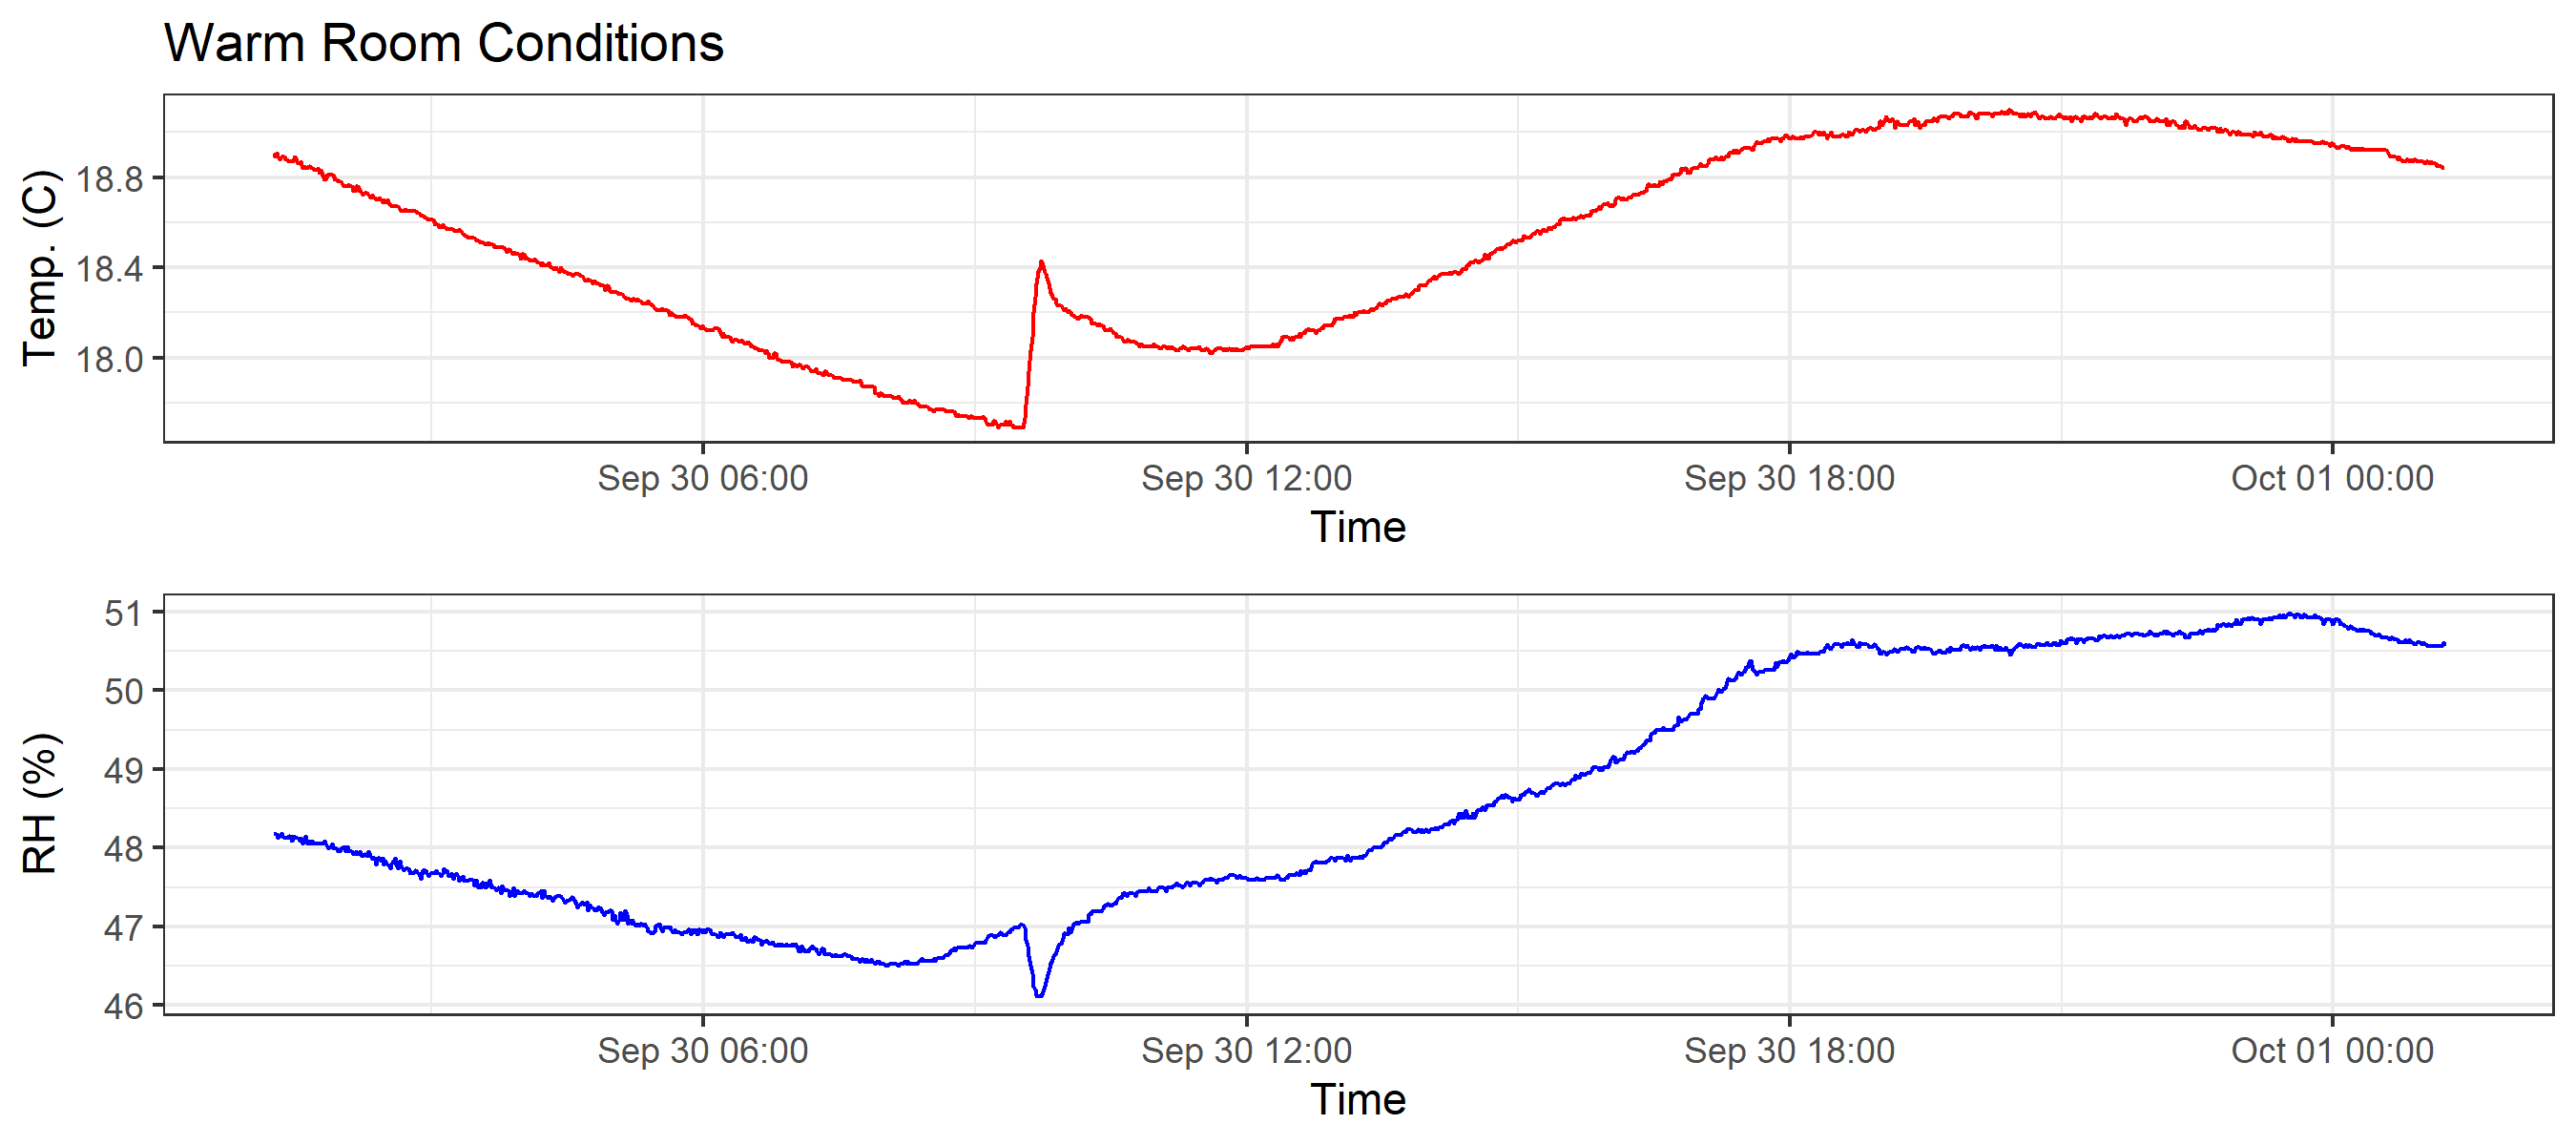 Warm Room Conditions
Temp. (C)
18.8
18.4
18.0
Sep 30 06:00 Sep 30 12:00 Sep 30 18:00 Oct 01 00:00
Time
RH (%)
51
50
49
48
47
46
Sep 30 06:00 Sep 30 12:00 Sep 30 18:00 Oct 01 00:00
Time